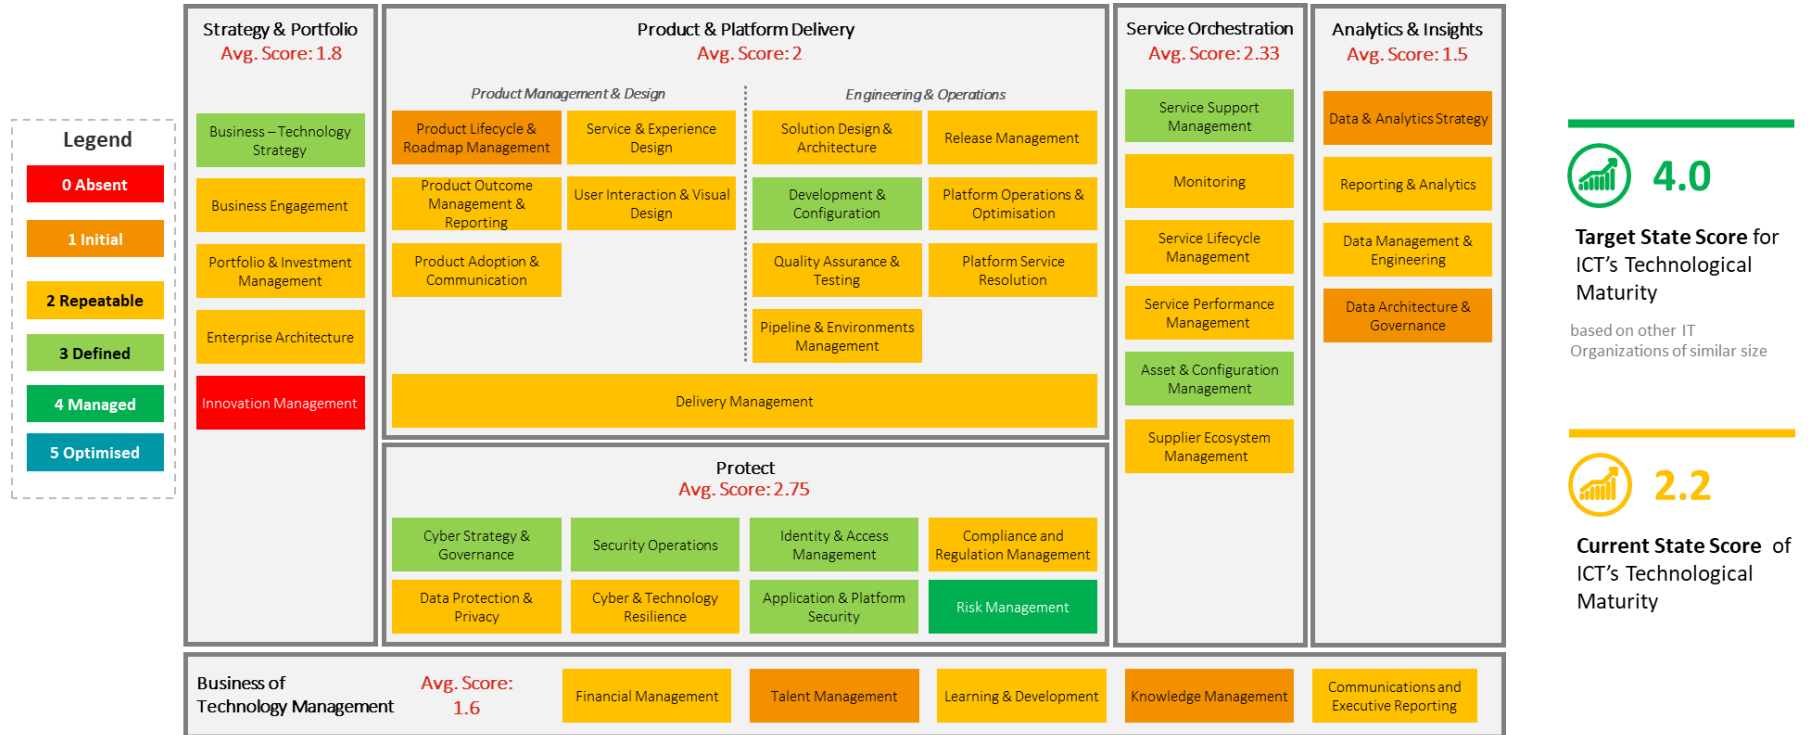 Legend
0 Absent
1 Initial
2 Repeatable
3 Defined
4 Managed
5 Optimised
Strategy & Portfolio
Avg. Score: 1.8
Business – Technology
Strategy
Business Engagement
Portfolio & Investment
Management
Enterprise Architecture
Innovation Management
Product & Platform Delivery
Avg. Score: 2
Product Management & Design
Product Lifecycle &
Roadmap Management
Service & Experience
Design
Product Outcome
Management &
Reporting
User Interaction & Visual
Design
Product Adoption &
Communication
Engineering & Operations
Solution Design &
Architecture
Release Management
Development &
Configuration
Platform Operations &
Optimisation
Quality Assurance &
Testing
Platform Service
Resolution
Pipeline & Environments
Management
Delivery Management
Protect
Avg. Score: 2.75
Cyber Strategy &
Governance
Security Operations
Identity & Access
Management
Compliance and
Regulation Management
Data Protection &
Privacy
Cyber & Technology
Resilience
Application & Platform
Security
Risk Management
Service Orchestration
Avg. Score: 2.33
Service Support
Management
Monitoring
Service Lifecycle
Management
Service Performance
Management
Asset & Configuration
Management
Supplier Ecosystem
Management
Analytics & Insights
Avg. Score: 1.5
Data & Analytics Strategy
Reporting & Analytics
Data Management &
Engineering
Data Architecture &
Governance
Business of
Technology Management
Avg. Score:
1.6
Financial Management
Talent Management
Learning & Development
Knowledge Management
Communications and
Executive Reporting
4.0
Target State Score for
ICT's Technological
Maturity
based on other IT
Organizations of similar size
2.2
Current State Score of
ICT's Technological
Maturity